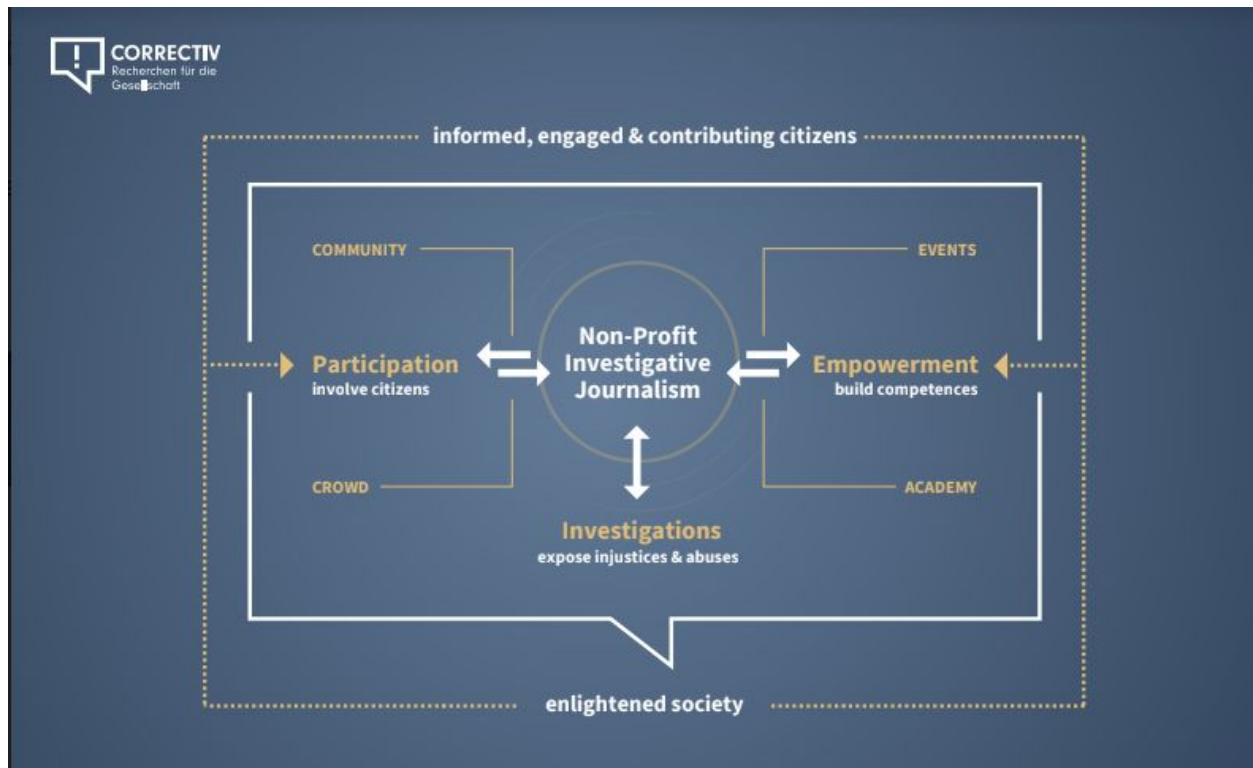 CORRECTIV
Recherchen für die
Gesellschaft
informed, engaged & contributing citizens
COMMUNITY
EVENTS
Non-Profit
Investigative
Journalism
Participation
involve citizens
Empowerment
build competences
CROWD
ACADEMY
Investigations
expose injustices & abuses
enlightened society